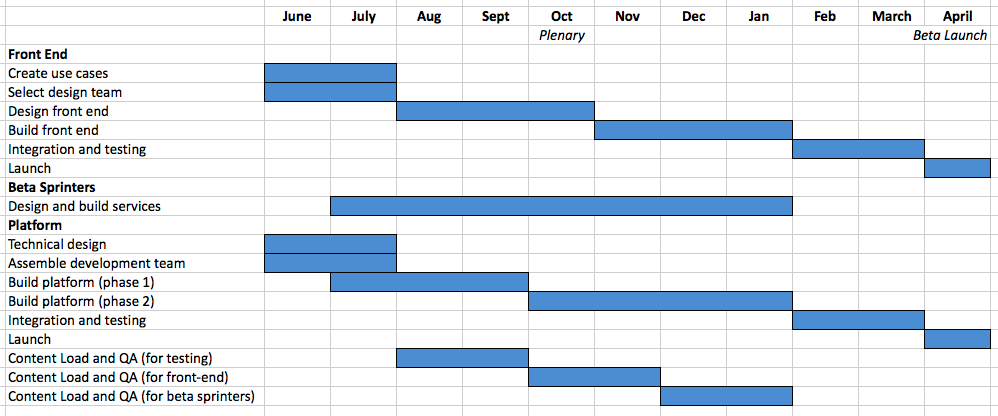 June July Aug Sept Oct Nov Dec Jan Feb March April
Plenary Beta Launch
Front End
Create use cases
Select design team
Design front end
Build front end
Integration and testing
Launch
Beta Sprinters
Design and build services
Platform
Technical design
Assemble development team
Build platform (phase 1)
Build platform (phase 2)
Integration and testing
Launch
Content Load and QA (for testing)
Content Load and QA (for front-end)
Content Load and QA (for beta sprinters)